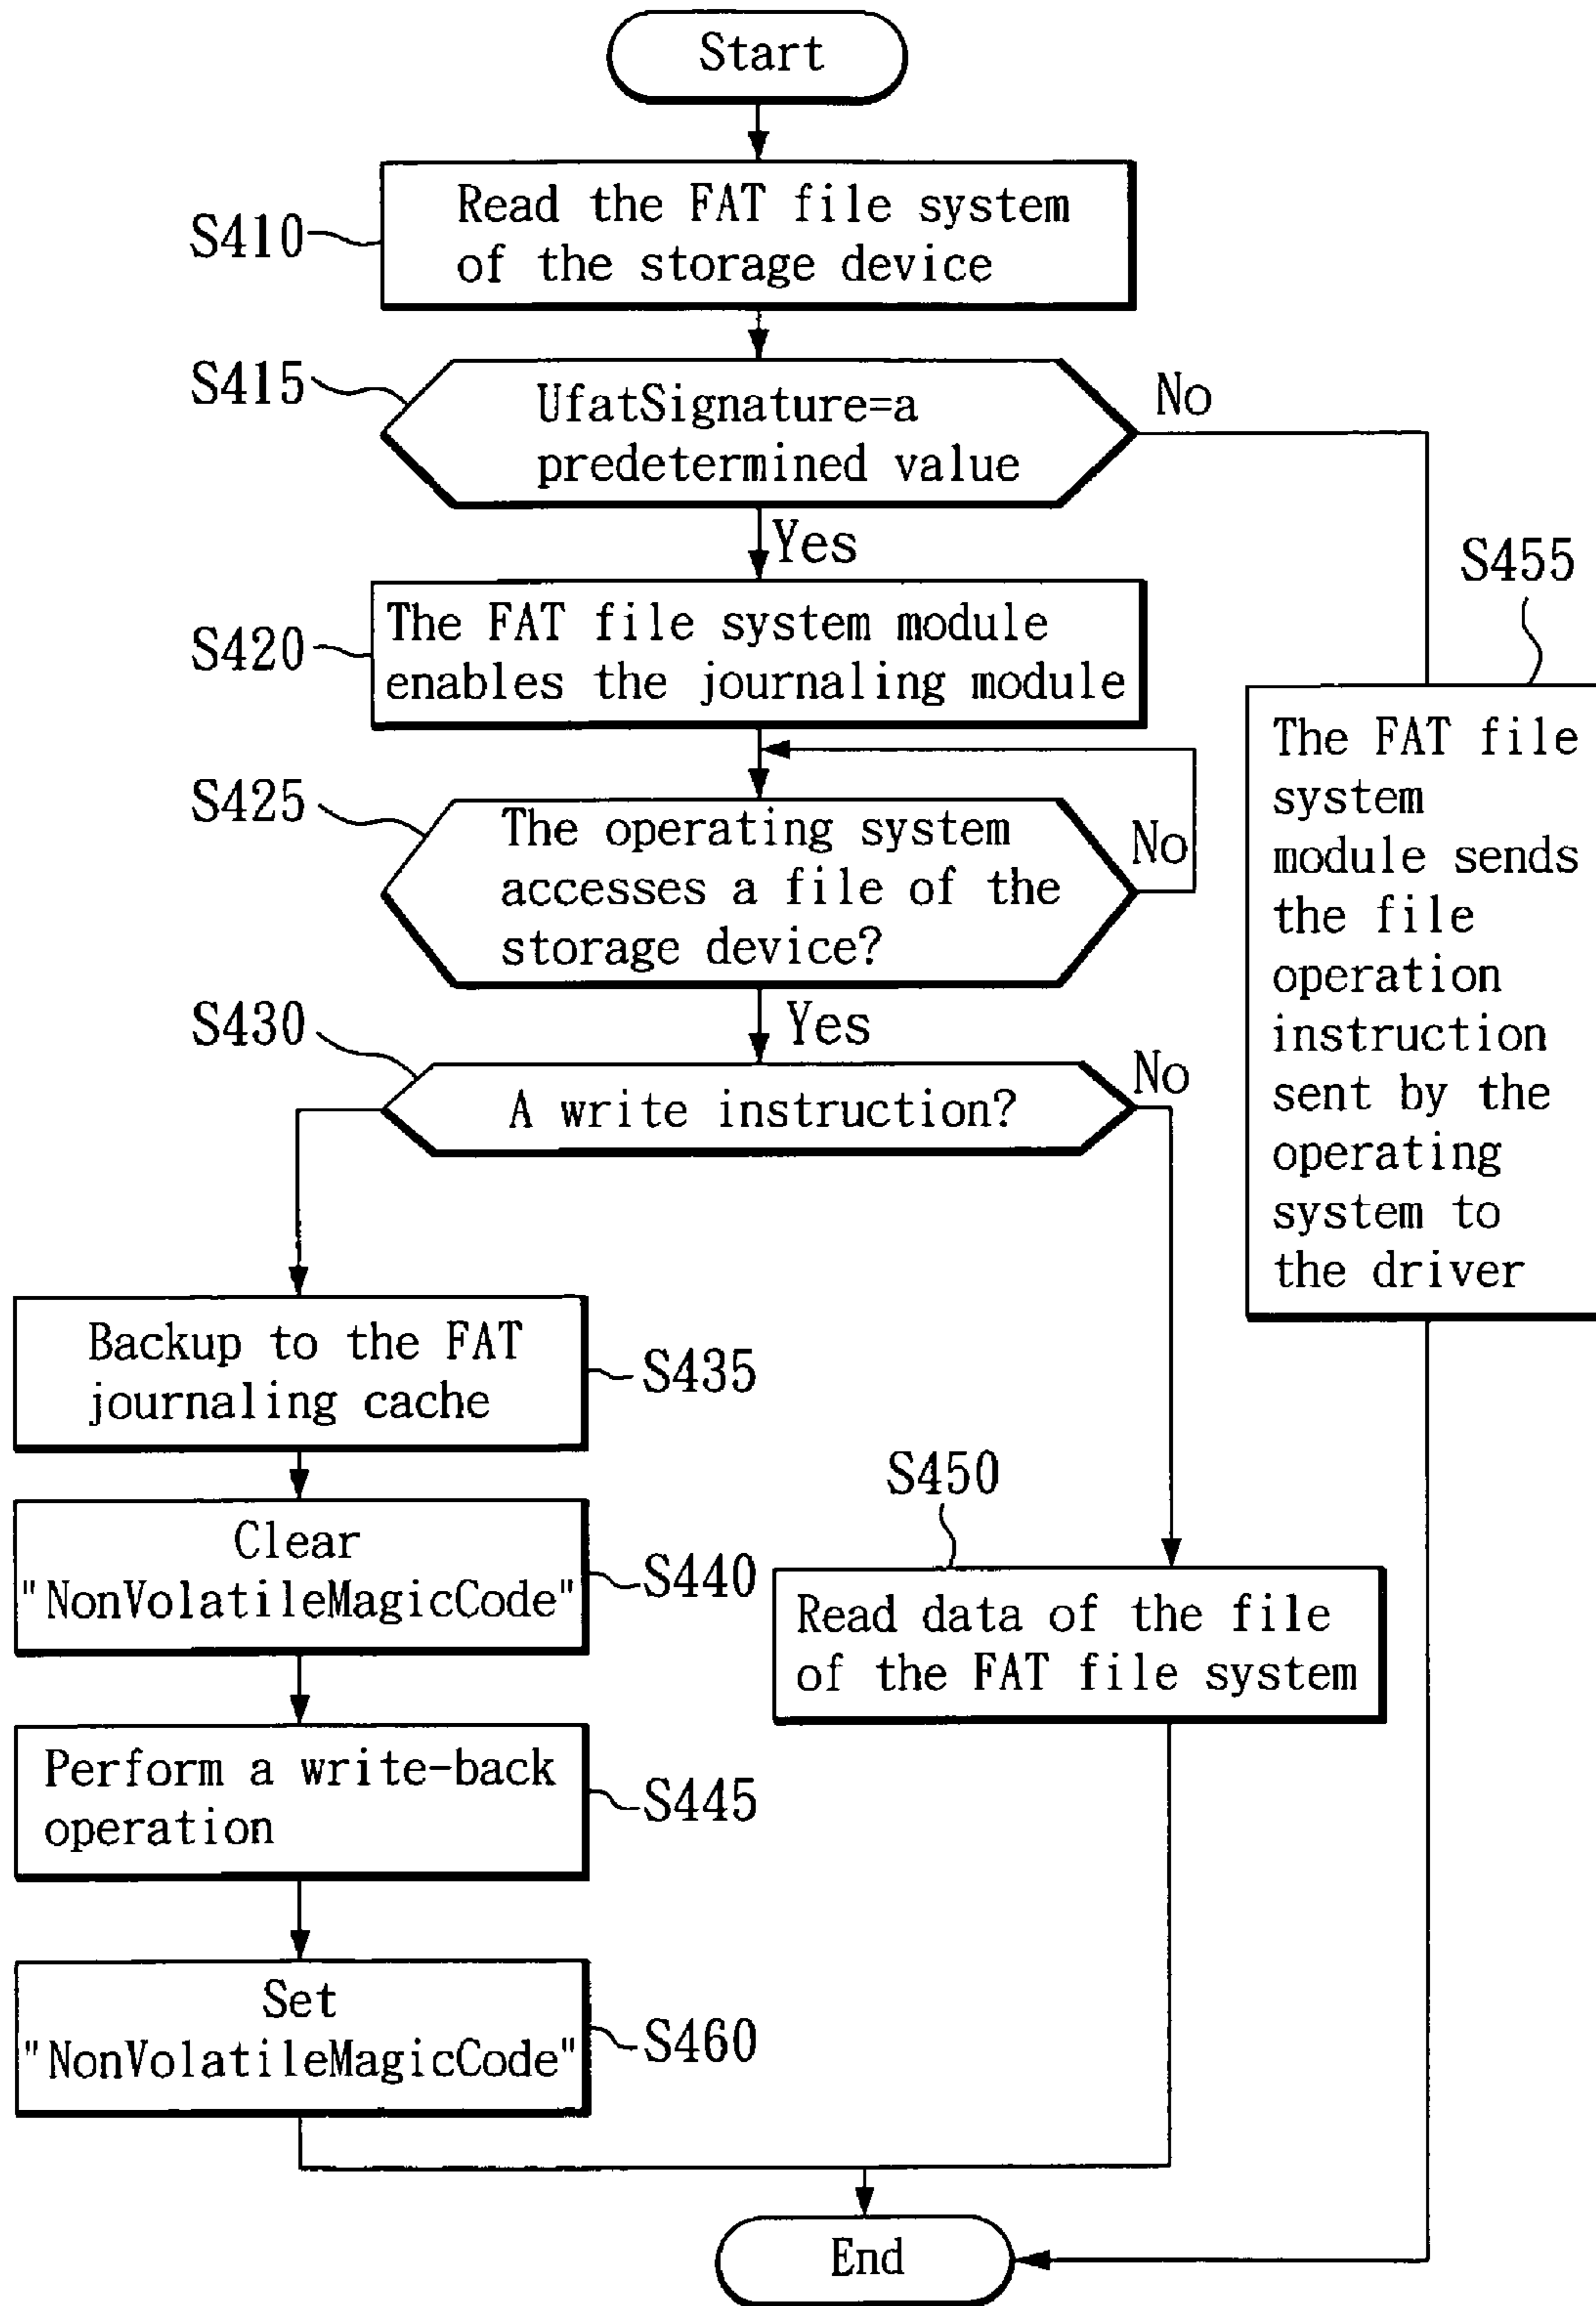 Start
S410
Read the FAT file system
of the storage device
S415
UfatSignature=a
predetermined value
No
Yes
S420
The FAT file system module
enables the journaling module
S455
The FAT file
system
module sends
the file
operation
instruction
sent by the
operating
system to
the driver
S425
The operating system
accesses a file of the
storage device?
No
Yes
S430
A write instruction?
No
Backup to the FAT
journaling cache
S435
Clear
"NonVolatileMagicCode"
S440
S450
Read data of the file
of the FAT file system
Perform a write-back
operation
S445
Set
"NonVolatileMagicCode"
S460
End